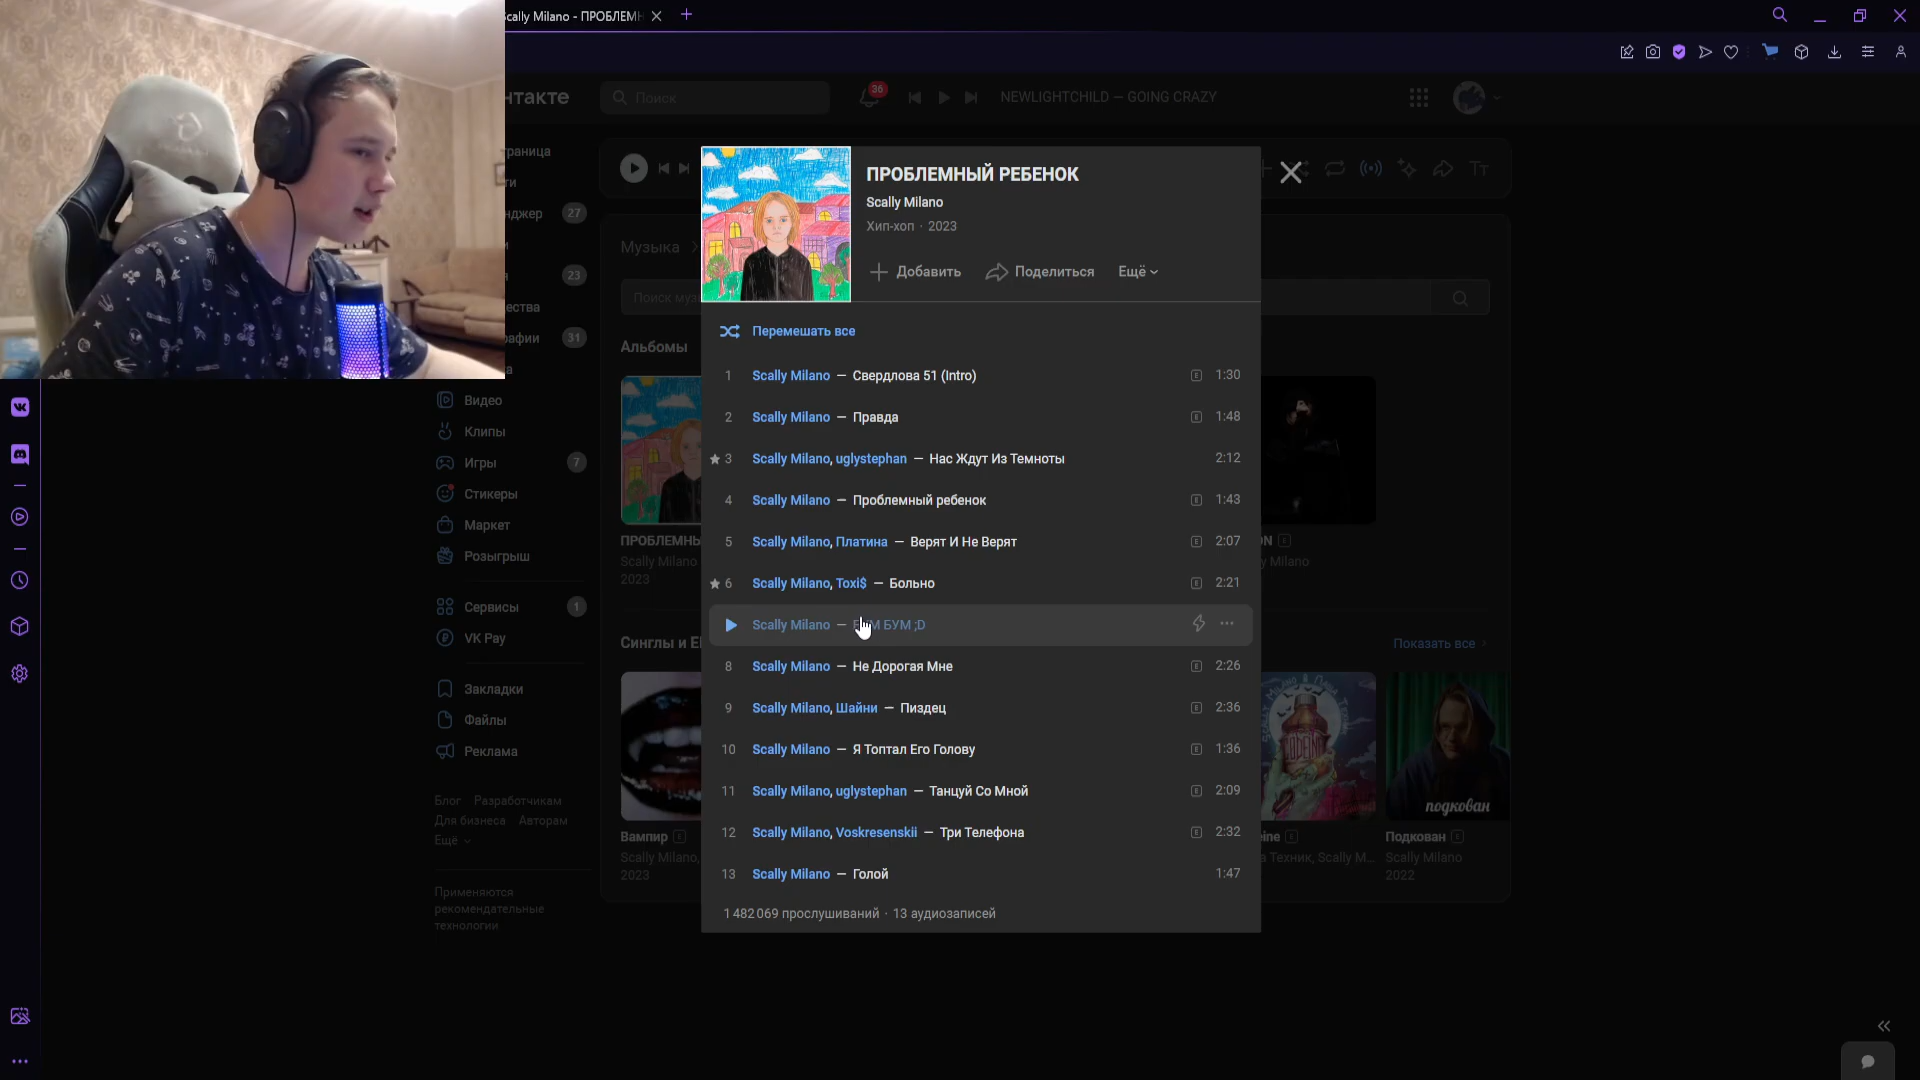 Scally Milano - ПРОБЛЕМН
нтакте
Поиск
36
NEWLIGHTCHILD — GOING CRAZY
27
23
31
Видео
Клипы
Игры 7
Стикеры
Маркет
Розыгрыш
Сервисы 1
VK Pay
Закладки
Файлы
Реклама
Блог Разработчикам
Для бизнеса Авторам
Ещё
Применяются
рекомендательные
технологии
Музыка
Альбомы
Scally Milano
2023
Синглы и
Показать все
Вампир E
Scally Milano,
2023
подкован
Подкован E
Scally Milano
2022
ПРОБЛЕМНЫЙ РЕБЕНОК
Scally Milano
Хип-хоп · 2023
Добавить Поделиться Ещё
Перемешать все
1 Scally Milano — Свердлова 51 (Intro) E 1:30
2 Scally Milano — Правда E 1:48
3 Scally Milano, uglystephan — Нас Ждут Из Темноты 2:12
4 Scally Milano — Проблемный ребенок E 1:43
5 Scally Milano, Платина — Верят И Не Верят E 2:07
6 Scally Milano, Toxi$ — Больно E 2:21
Scally Milano — БУМ ;D
8 Scally Milano — Не Дорогая Мне E 2:26
9 Scally Milano, Шайни — Пиздец E 2:36
10 Scally Milano — Я Топтал Его Голову E 1:36
11 Scally Milano, uglystephan — Танцуй Со Мной E 2:09
12 Scally Milano, Voskresenskii — Три Телефона E 2:32
13 Scally Milano — Голой 1:47
1 482 069 прослушиваний · 13 аудиозаписей